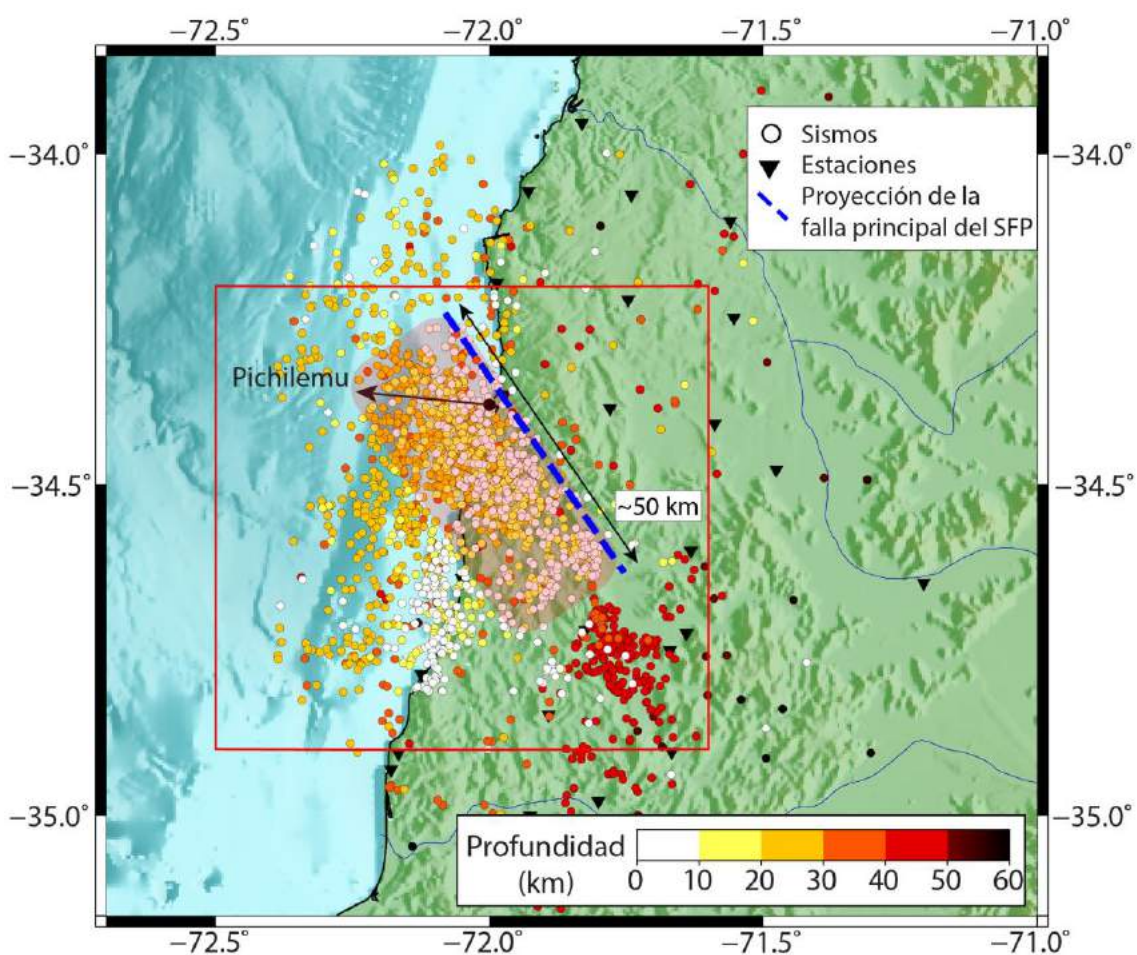 −72.5˚ −72.0˚ −71.5˚ −71.0˚
Sismos
Estaciones
Proyección de la
falla principal del SFP
−34.0˚ −34.0˚
Pichilemu
−34.5˚ −34.5˚
~50 km
−35.0˚ −35.0˚
Profundidad
(km)
0 10 20 30 40 50 60
−72.5˚ −72.0˚ −71.5˚ −71.0˚